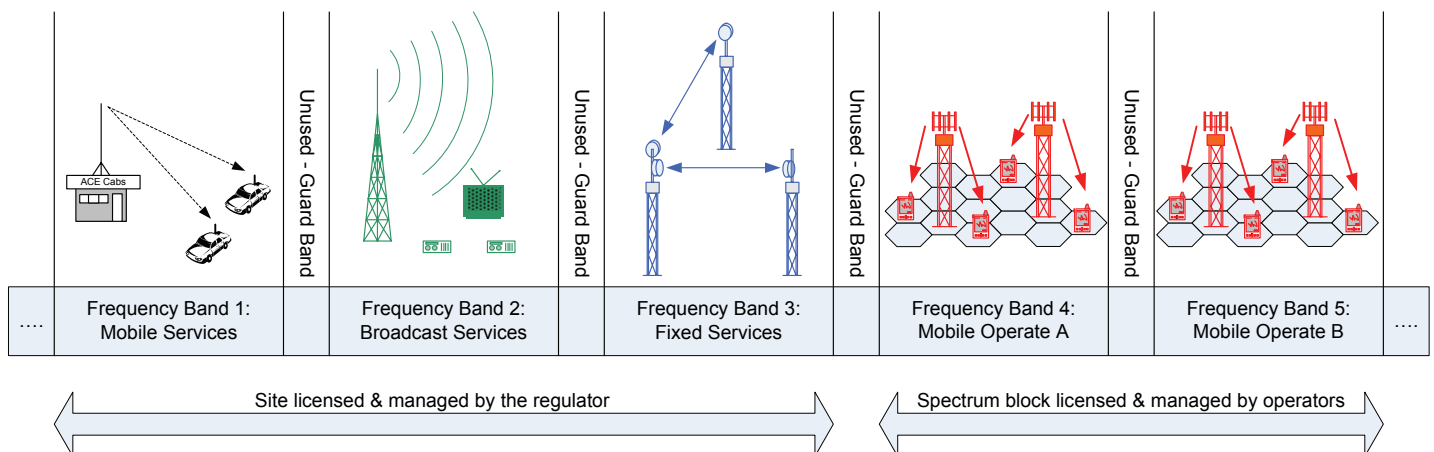 ACE Cabs
Unused - Guard Band
Unused - Guard Band
Unused - Guard Band
Unused - Guard Band
....
Frequency Band 1:
Mobile Services
Frequency Band 2:
Broadcast Services
Frequency Band 3:
Fixed Services
Frequency Band 4:
Mobile Operate A
Frequency Band 5:
Mobile Operate B
....
Site licensed & managed by the regulator
Spectrum block licensed & managed by operators